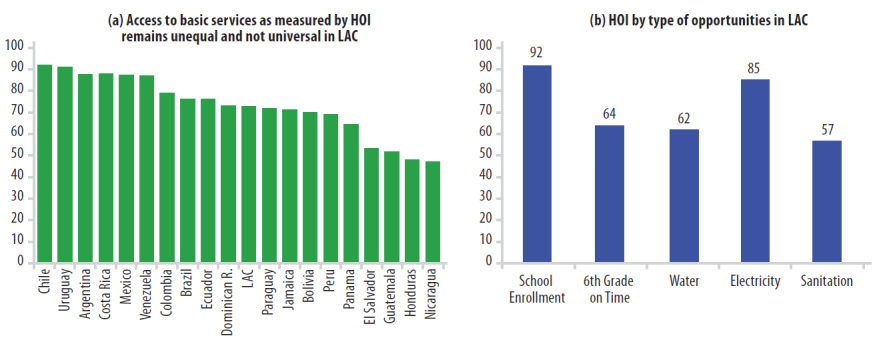 (a) Access to basic services as measured by HOI
remains unequal and not universal in LAC
100
90
80
70
60
50
40
30
20
10
0
Chile
Uruguay
Argentina
Costa Rica
Mexico
Venezuela
Colombia
Brazil
Ecuador
Dominican R.
LAC
Paraguay
Jamaica
Bolivia
Peru
Panama
El Salvador
Guatemala
Honduras
Nicaragua
(b) HOI by type of opportunities in LAC
100
90
80
70
60
50
40
30
20
10
0
92
64
62
85
57
School
Enrollment
6th Grade
on Time
Water
Electricity
Sanitation